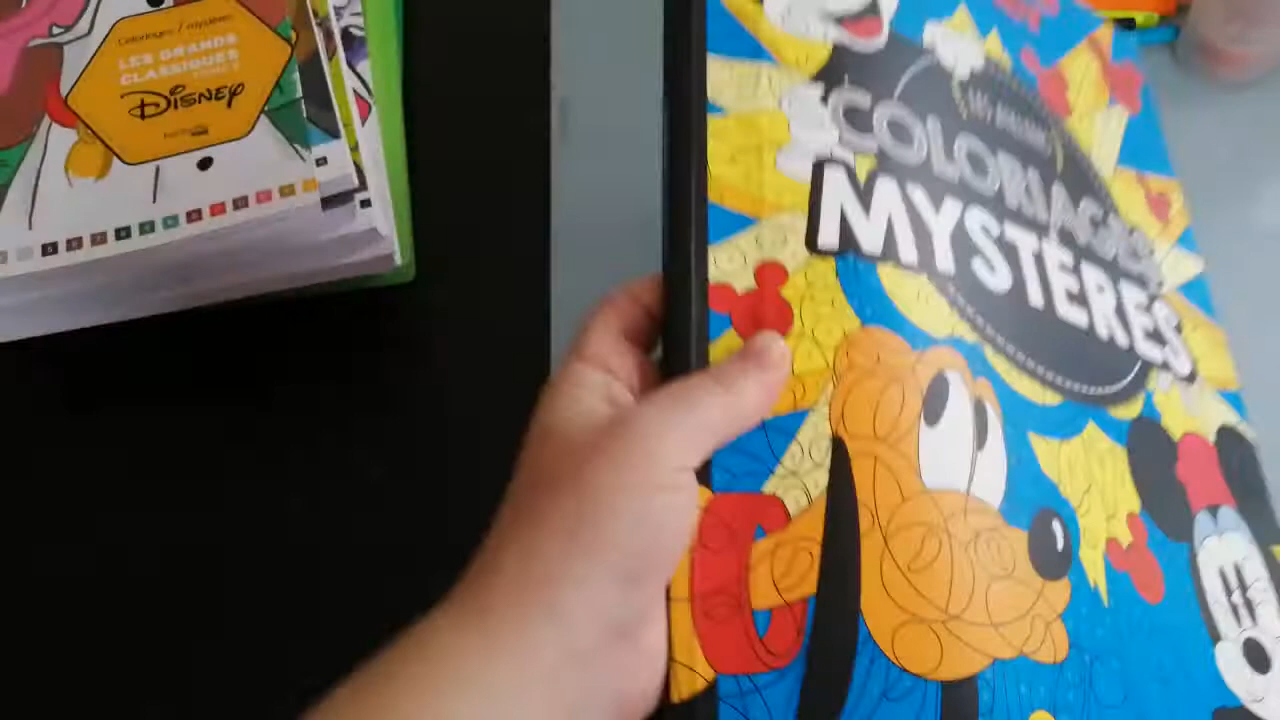 Coloriages mystères
LES GRANDS
CLASSIQUES
DISNEY
COLORIAGES
MYSTÈRES